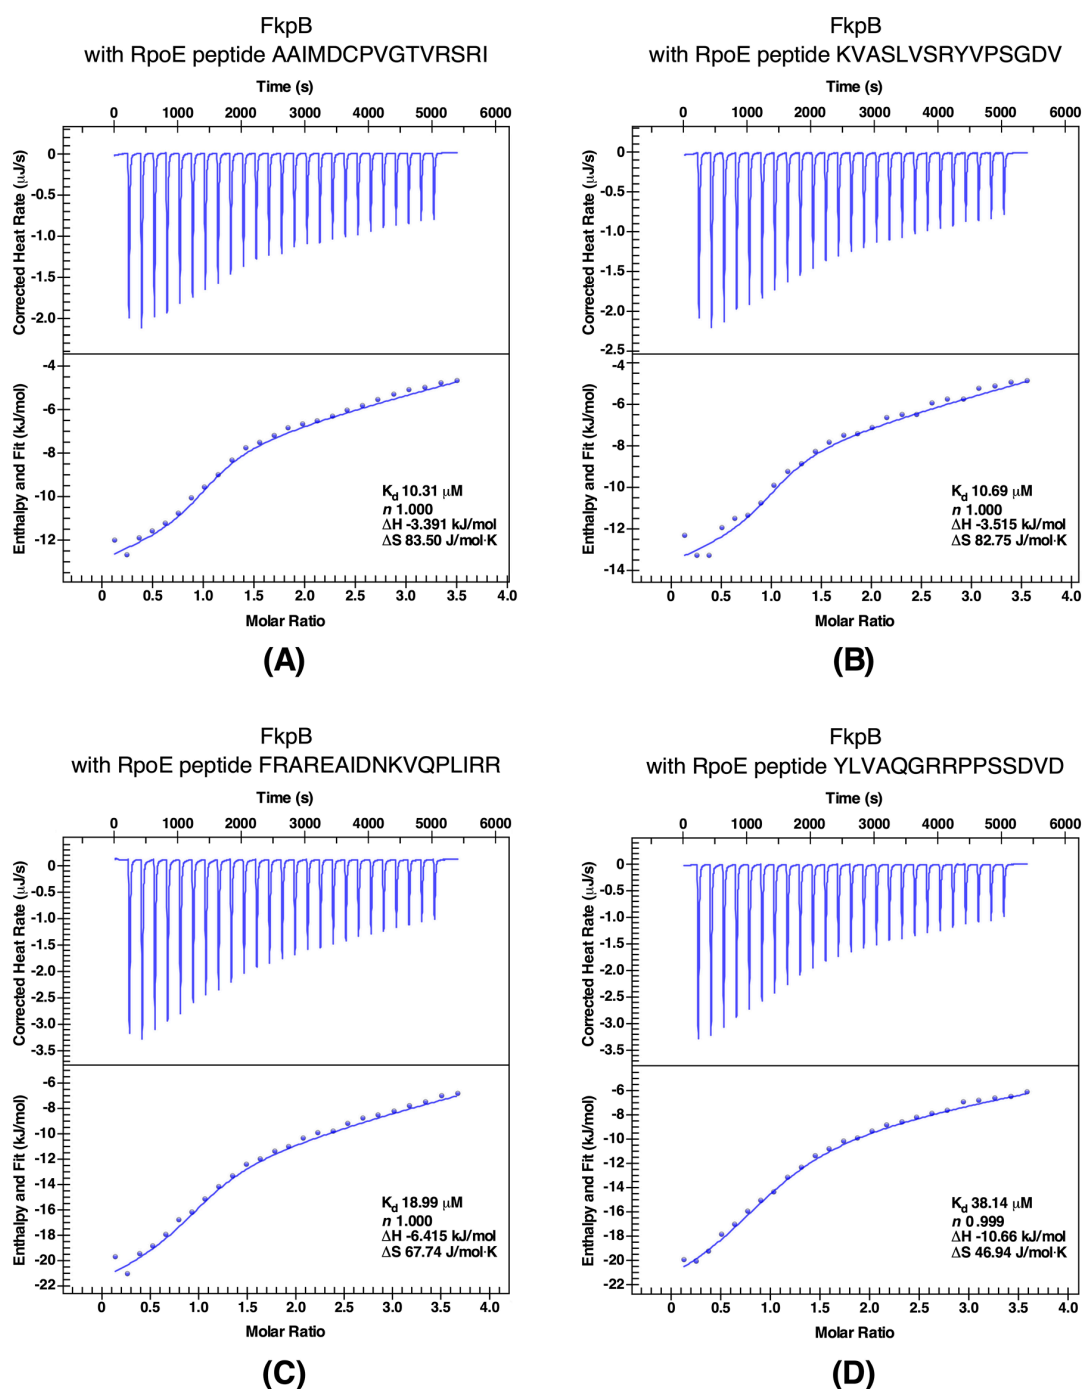 FkpB
with RpoE peptide AAIMDCPVGTVRSRI
Time (s)
0 1000 2000 3000 4000 5000 6000
Corrected Heat Rate (μJ/s)
0
-0.5
-1.0
-1.5
-2.0
Enthalpy and Fit (kJ/mol)
-4
-6
-8
-10
-12
Kd 10.31 μM
n 1.000
ΔH -3.391 kJ/mol
ΔS 83.50 J/mol·K
0 0.5 1.0 1.5 2.0 2.5 3.0 3.5 4.0
Molar Ratio
(A)
FkpB
with RpoE peptide KVASLVSRYVPSGDV
Time (s)
0 1000 2000 3000 4000 5000 6000
Corrected Heat Rate (μJ/s)
0
-0.5
-1.0
-1.5
-2.0
-2.5
Enthalpy and Fit (kJ/mol)
-4
-6
-8
-10
-12
-14
Kd 10.69 μM
n 1.000
ΔH -3.515 kJ/mol
ΔS 82.75 J/mol·K
0 0.5 1.0 1.5 2.0 2.5 3.0 3.5 4.0
Molar Ratio
(B)
FkpB
with RpoE peptide FRAREAIDNKVQPLIRR
Time (s)
0 1000 2000 3000 4000 5000 6000
Corrected Heat Rate (μJ/s)
0
-0.5
-1.0
-1.5
-2.0
-2.5
-3.0
-3.5
Enthalpy and Fit (kJ/mol)
-6
-8
-10
-12
-14
-16
-18
-20
-22
Kd 18.99 μM
n 1.000
ΔH -6.415 kJ/mol
ΔS 67.74 J/mol·K
0 0.5 1.0 1.5 2.0 2.5 3.0 3.5 4.0
Molar Ratio
(C)
FkpB
with RpoE peptide YLVAQGRRPPSSDVD
Time (s)
0 1000 2000 3000 4000 5000 6000
Corrected Heat Rate (μJ/s)
0
-0.5
-1.0
-1.5
-2.0
-2.5
-3.0
-3.5
Enthalpy and Fit (kJ/mol)
-6
-8
-10
-12
-14
-16
-18
-20
-22
Kd 38.14 μM
n 0.999
ΔH -10.66 kJ/mol
ΔS 46.94 J/mol·K
0 0.5 1.0 1.5 2.0 2.5 3.0 3.5 4.0
Molar Ratio
(D)